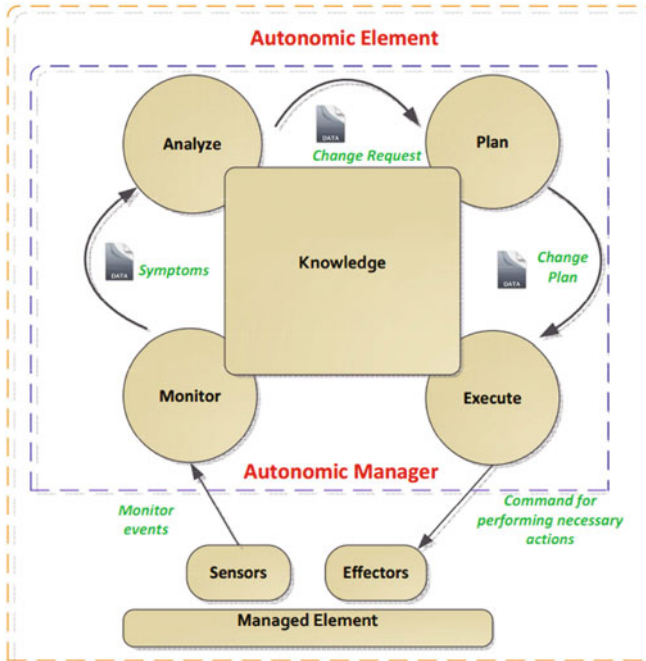 Autonomic Element
Analyze
DATA
Change Request
Plan
DATA
Symptoms
Knowledge
DATA
Change
Plan
Monitor
Execute
Autonomic Manager
Monitor
events
Command for
performing necessary
actions
Sensors
Effectors
Managed Element